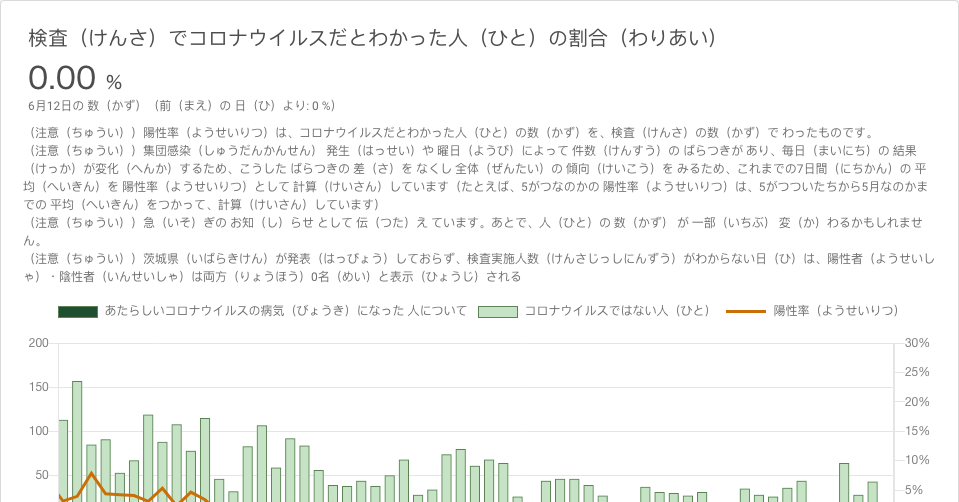 検査（けんさ）でコロナウイルスだとわかった人（ひと）の割合（わりあい）
0.00 %
6月12日の 数（かず）（前（まえ）の 日（ひ）より: 0 %）
（注意（ちゅうい））陽性率（ようせいりつ）は、コロナウイルスだとわかった人（ひと）の数（かず）を、検査（けんさ）の数（かず）で わったものです。
（注意（ちゅうい））集団感染（しゅうだんかんせん） 発生（はっせい）や 曜日（ようび）によって 件数（けんすう）の ばらつきが あり、毎日（まいにち）の 結果
（けっか）が変化（へんか）するため、こうした ばらつきの 差（さ）を なくし 全体（ぜんたい）の 傾向（けいこう）を みるため、これまでの7日間（にちかん）の 平
均（へいきん）を 陽性率（ようせいりつ）として 計算（けいさん）しています（たとえば、5がつなのかの 陽性率（ようせいりつ）は、5がつついたちから5月なのかま
での 平均（へいきん）をつかって、計算（けいさん）しています）
（注意（ちゅうい））急（いそ）ぎの お知（し）らせ として 伝（つた）え ています。あとで、人（ひと）の 数（かず） が 一部（いちぶ） 変（か）わるかもしれませ
ん。
（注意（ちゅうい））茨城県（いばらきけん）が発表（はっぴょう）しておらず、検査実施人数（けんさじっしにんずう）がわからない日（ひ）は、陽性者（ようせいし
ゃ）・陰性者（いんせいしゃ）は両方（りょうほう）0名（めい）と表示（ひょうじ）される
あたらしいコロナウイルスの病気（びょうき）になった 人について コロナウイルスではない人（ひと） 陽性率（ようせいりつ）
200 30%
25%
150 20%
100 15%
50 10%
5%